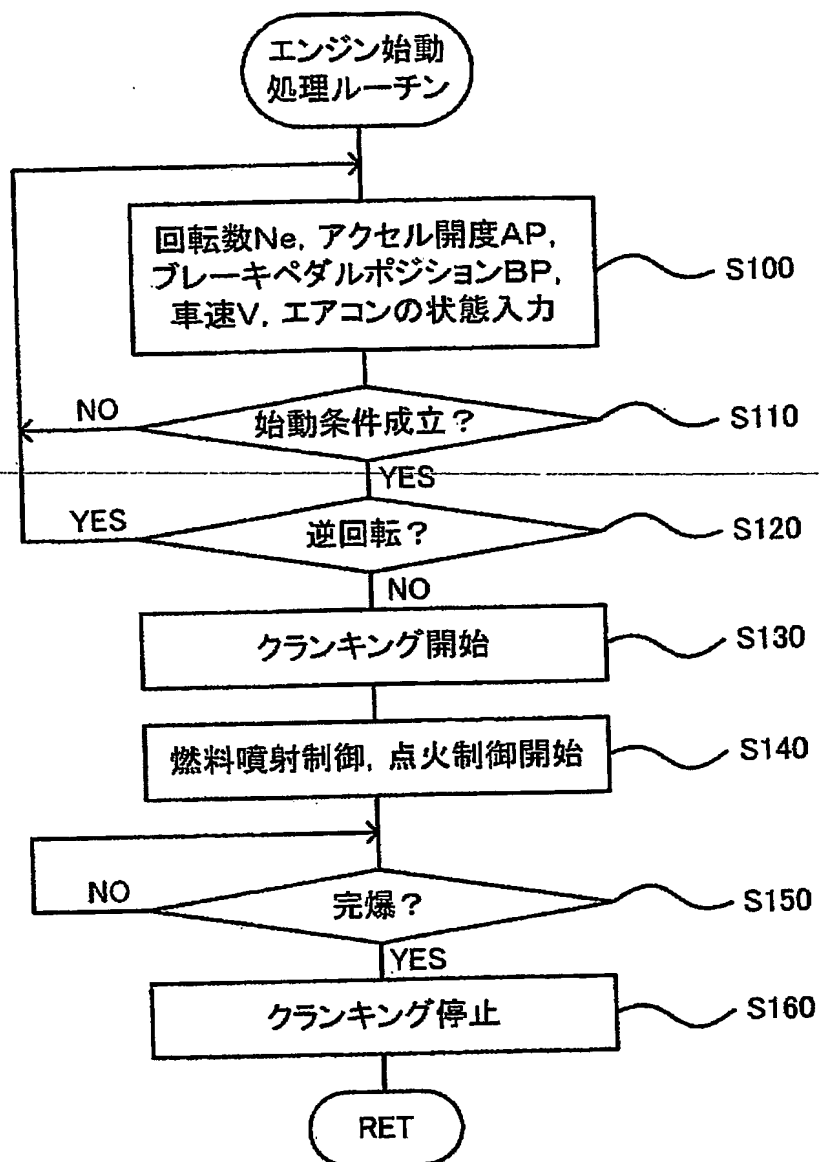 エンジン始動
処理ルーチン
回転数Ne, アクセル開度AP,
ブレーキペダルポジションBP,
車速V, エアコンの状態入力
S100
NO
始動条件成立?
S110
YES
YES
逆回転?
S120
NO
クランキング開始
S130
燃料噴射制御, 点火制御開始
S140
NO
完爆?
S150
YES
クランキング停止
S160
RET